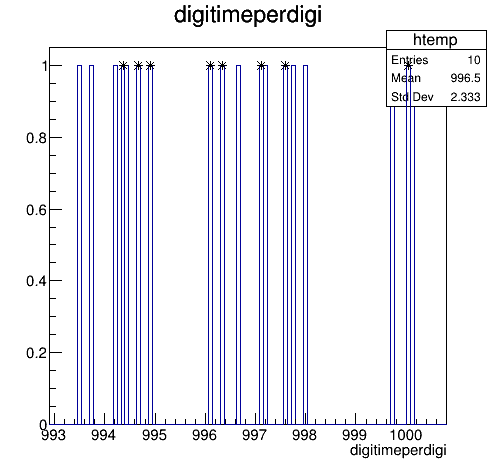 digitimeperdigi
htemp
Entries 10
Mean 996.5
Std Dev 2.333
1
0.8
0.6
0.4
0.2
0
993 994 995 996 997 998 999 1000
digitimeperdigi